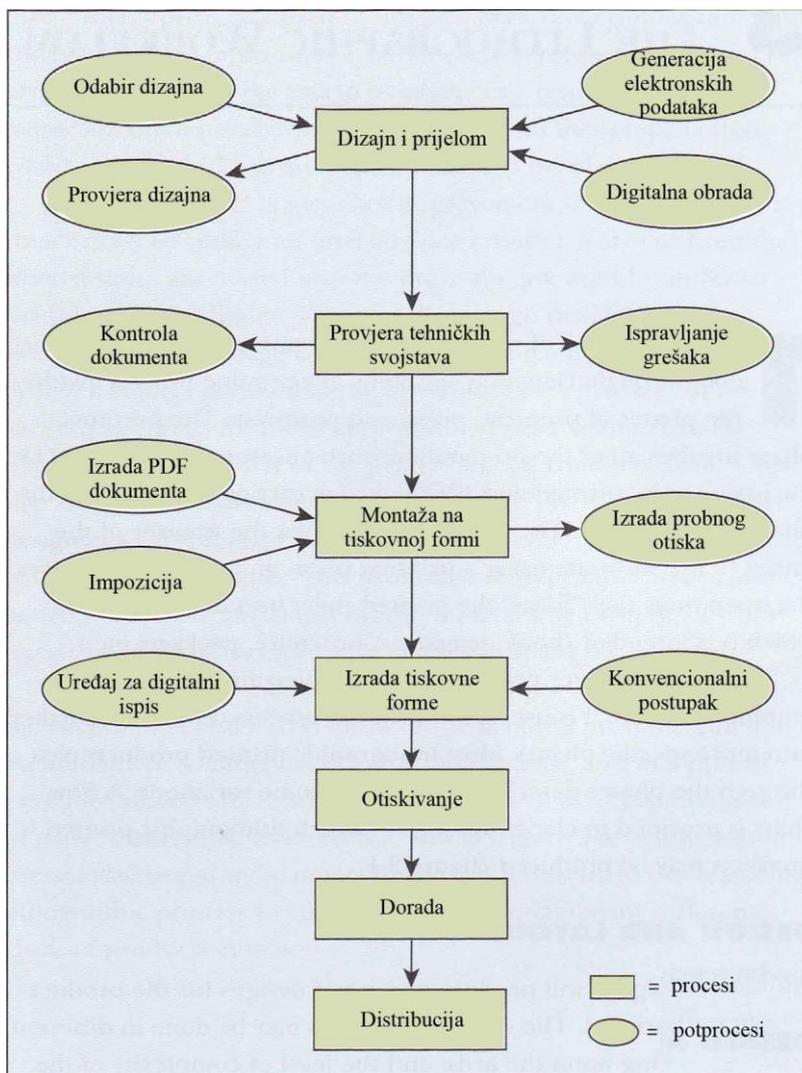 Odabir dizajna
Generacija
elektronskih
podataka
Dizajn i prijelom
Provjera dizajna
Digitalna obrada
Kontrola
dokumenta
Provjera tehničkih
svojstava
Ispravljanje
grešaka
Izrada PDF
dokumenta
Montaža na
tiskovnoj formi
Izrada probnog
otiska
Impozicija
Uređaj za digitalni
ispis
Izrada tiskovne
forme
Konvencionalni
postupak
Otiskivanje
Dorada
Distribucija
= procesi
= potprocesi